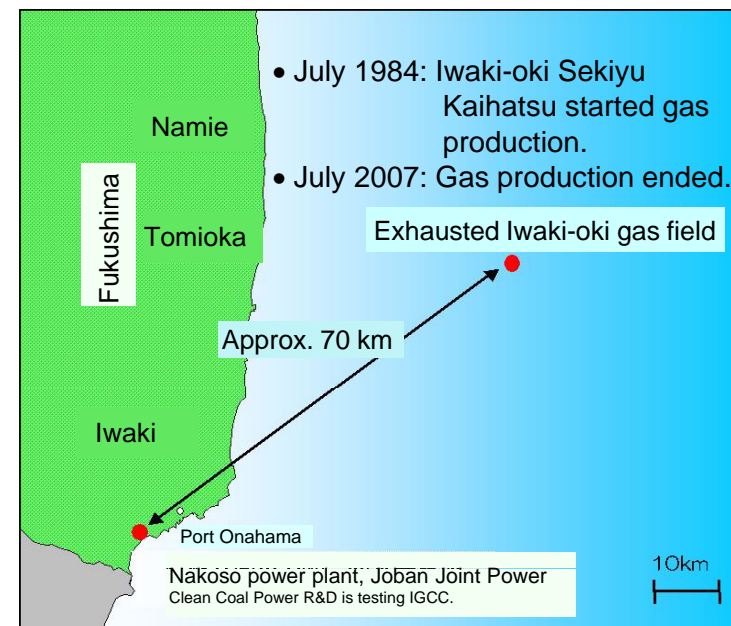 • July 1984: Iwaki-oki Sekiyu
Kaihatsu started gas
production.
• July 2007: Gas production ended.
Namie
Fukushima
Tomioka
Exhausted Iwaki-oki gas field
Approx. 70 km
Iwaki
Port Onahama
Nakoso power plant, Joban Joint Power
Clean Coal Power R&D is testing IGCC.
10km